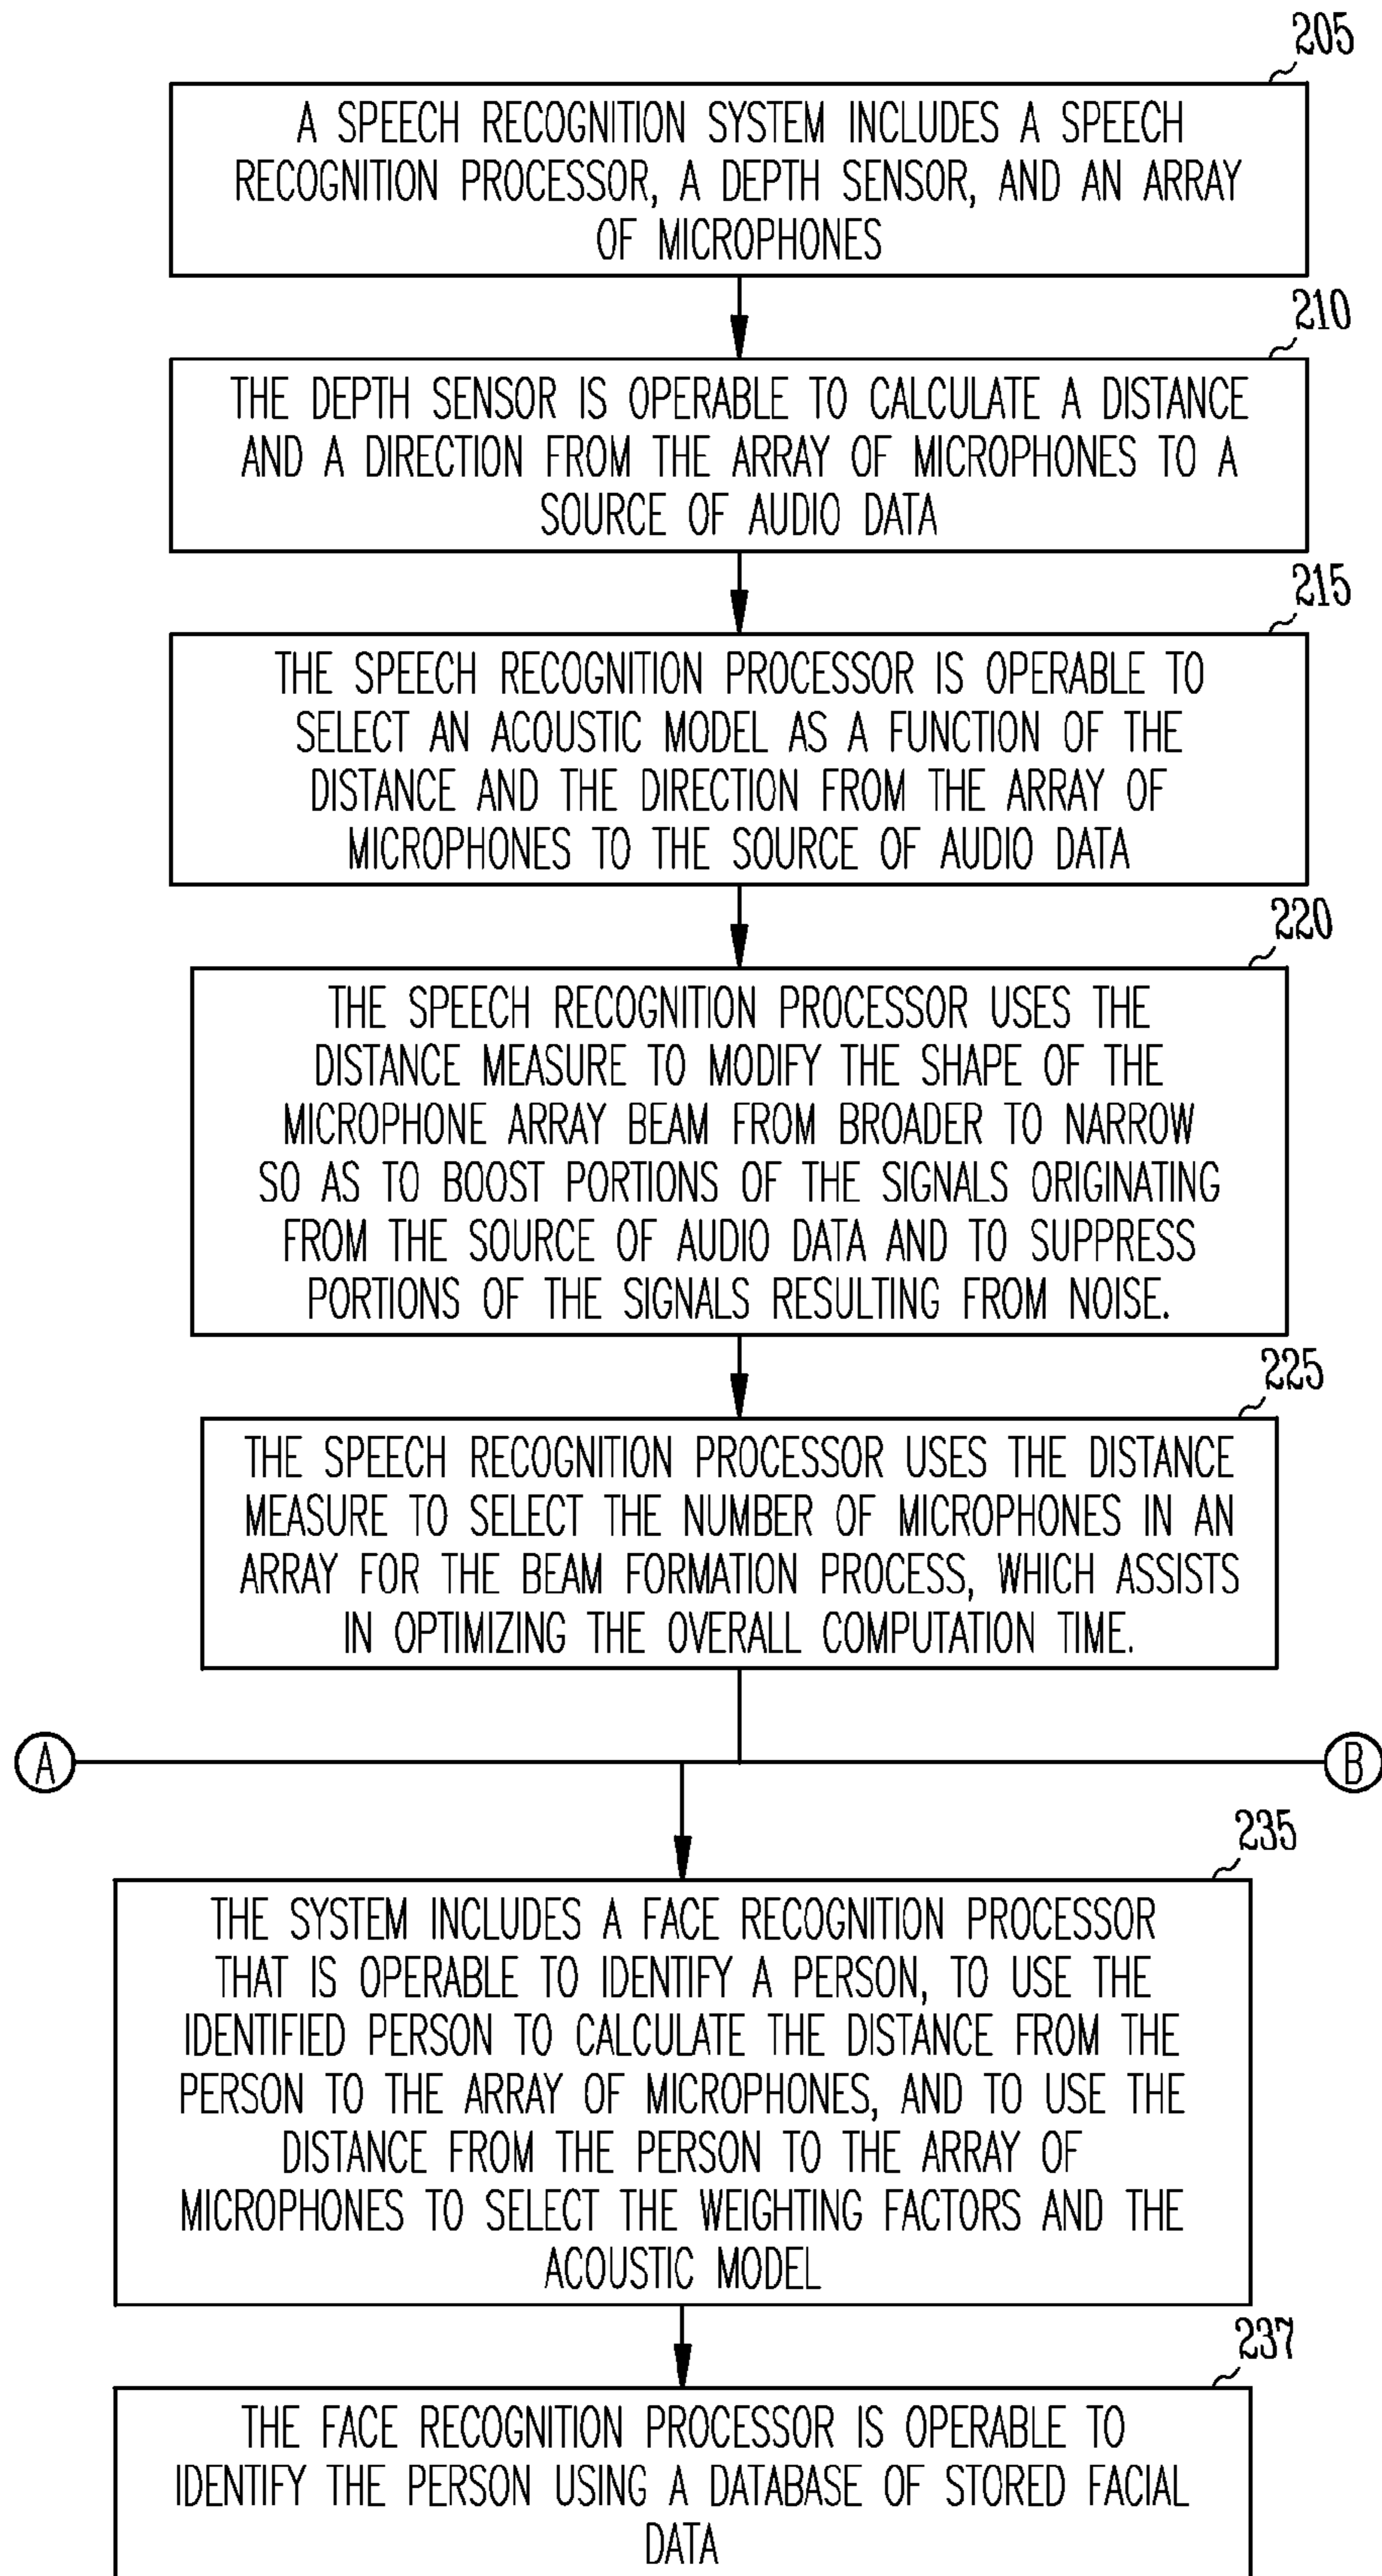 205
A SPEECH RECOGNITION SYSTEM INCLUDES A SPEECH
RECOGNITION PROCESSOR, A DEPTH SENSOR, AND AN ARRAY
OF MICROPHONES
210
THE DEPTH SENSOR IS OPERABLE TO CALCULATE A DISTANCE
AND A DIRECTION FROM THE ARRAY OF MICROPHONES TO A
SOURCE OF AUDIO DATA
215
THE SPEECH RECOGNITION PROCESSOR IS OPERABLE TO
SELECT AN ACOUSTIC MODEL AS A FUNCTION OF THE
DISTANCE AND THE DIRECTION FROM THE ARRAY OF
MICROPHONES TO THE SOURCE OF AUDIO DATA
220
THE SPEECH RECOGNITION PROCESSOR USES THE
DISTANCE MEASURE TO MODIFY THE SHAPE OF THE
MICROPHONE ARRAY BEAM FROM BROADER TO NARROW
SO AS TO BOOST PORTIONS OF THE SIGNALS ORIGINATING
FROM THE SOURCE OF AUDIO DATA AND TO SUPPRESS
PORTIONS OF THE SIGNALS RESULTING FROM NOISE.
225
THE SPEECH RECOGNITION PROCESSOR USES THE DISTANCE
MEASURE TO SELECT THE NUMBER OF MICROPHONES IN AN
ARRAY FOR THE BEAM FORMATION PROCESS, WHICH ASSISTS
IN OPTIMIZING THE OVERALL COMPUTATION TIME.
A
B
235
THE SYSTEM INCLUDES A FACE RECOGNITION PROCESSOR
THAT IS OPERABLE TO IDENTIFY A PERSON, TO USE THE
IDENTIFIED PERSON TO CALCULATE THE DISTANCE FROM THE
PERSON TO THE ARRAY OF MICROPHONES, AND TO USE THE
DISTANCE FROM THE PERSON TO THE ARRAY OF
MICROPHONES TO SELECT THE WEIGHTING FACTORS AND THE
ACOUSTIC MODEL
237
THE FACE RECOGNITION PROCESSOR IS OPERABLE TO
IDENTIFY THE PERSON USING A DATABASE OF STORED FACIAL
DATA